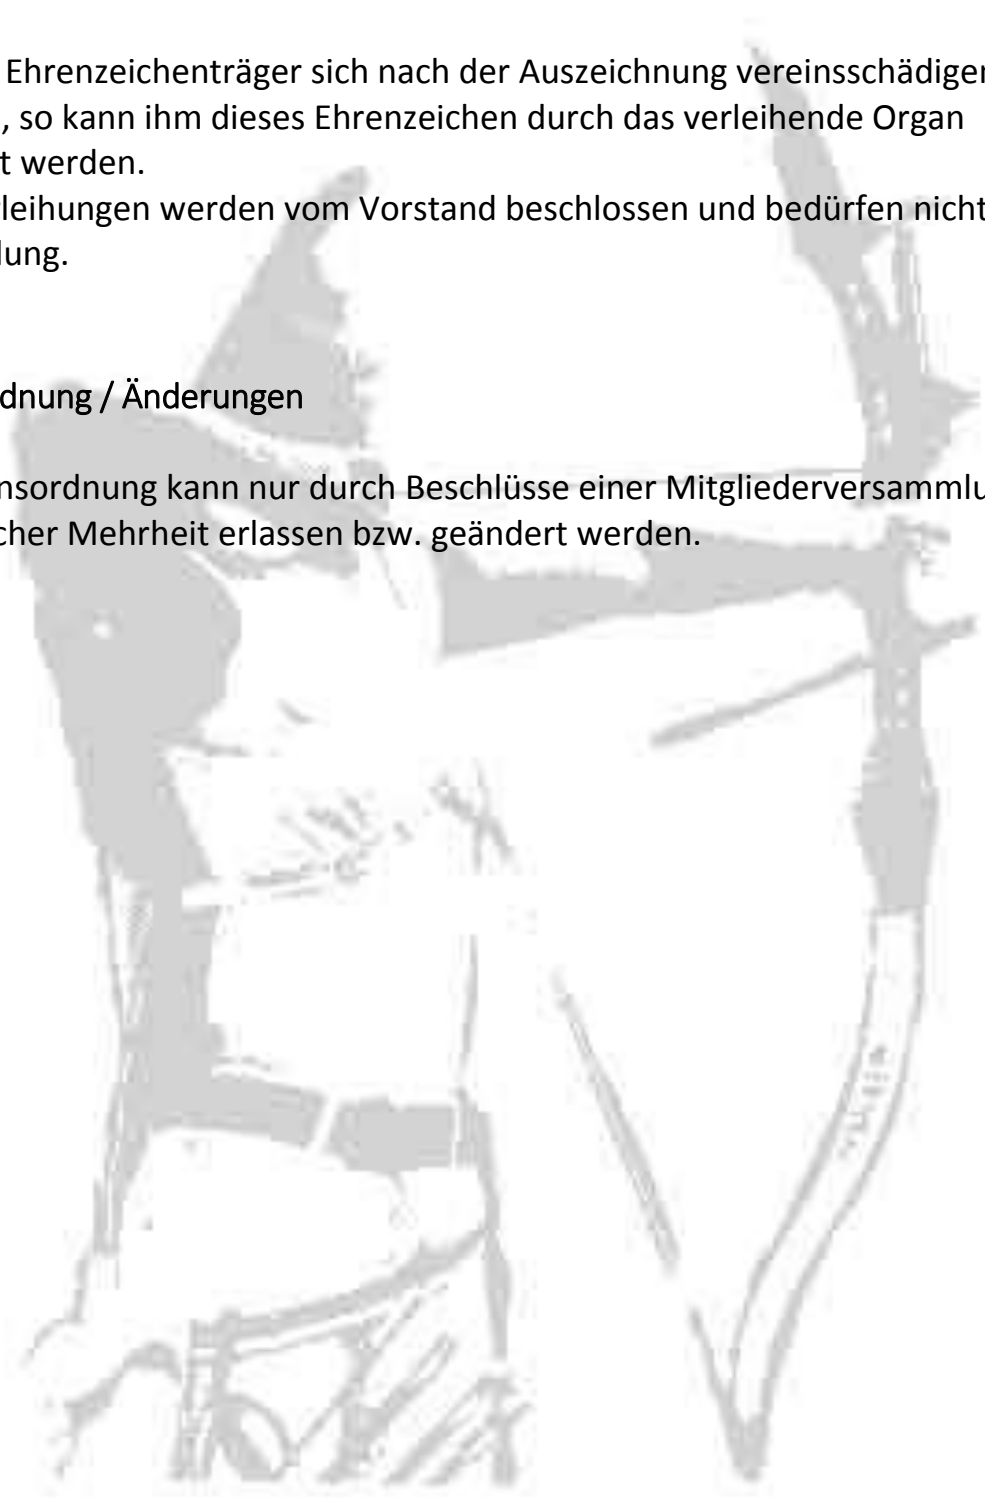 Ehrenzeichenträger sich nach der Auszeichnung vereinsschädigen
, so kann ihm dieses Ehrenzeichen durch das verleihende Organ
t werden.
rleihungen werden vom Vorstand beschlossen und bedürfen nicht
lung.
dnung / Änderungen
nsordnung kann nur durch Beschlüsse einer Mitgliederversammlu
cher Mehrheit erlassen bzw. geändert werden.